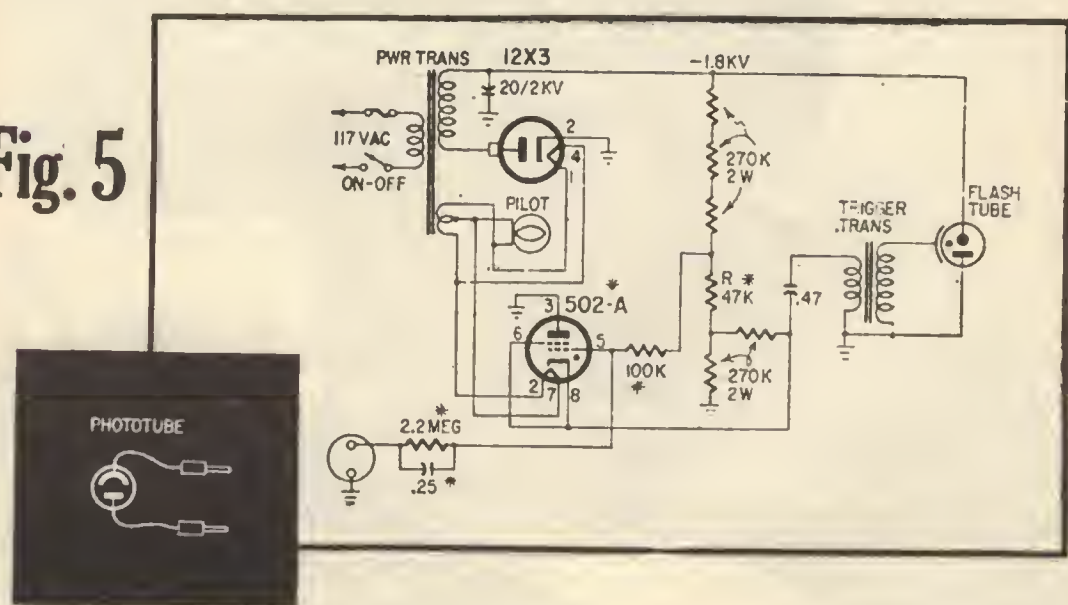 Fig. 5
PWR TRANS
12X3
-1.8KV
20/2KV
117 VAC
ON-OFF
2
4
1
PILOT
270K
2W
FLASH
TUBE
TRIGGER
TRANS
R *
47K
.47
*
3
502-A
6
5
100K
*
2
7
8
270K
2W
PHOTOTUBE
*
2.2 MEG
.25 *